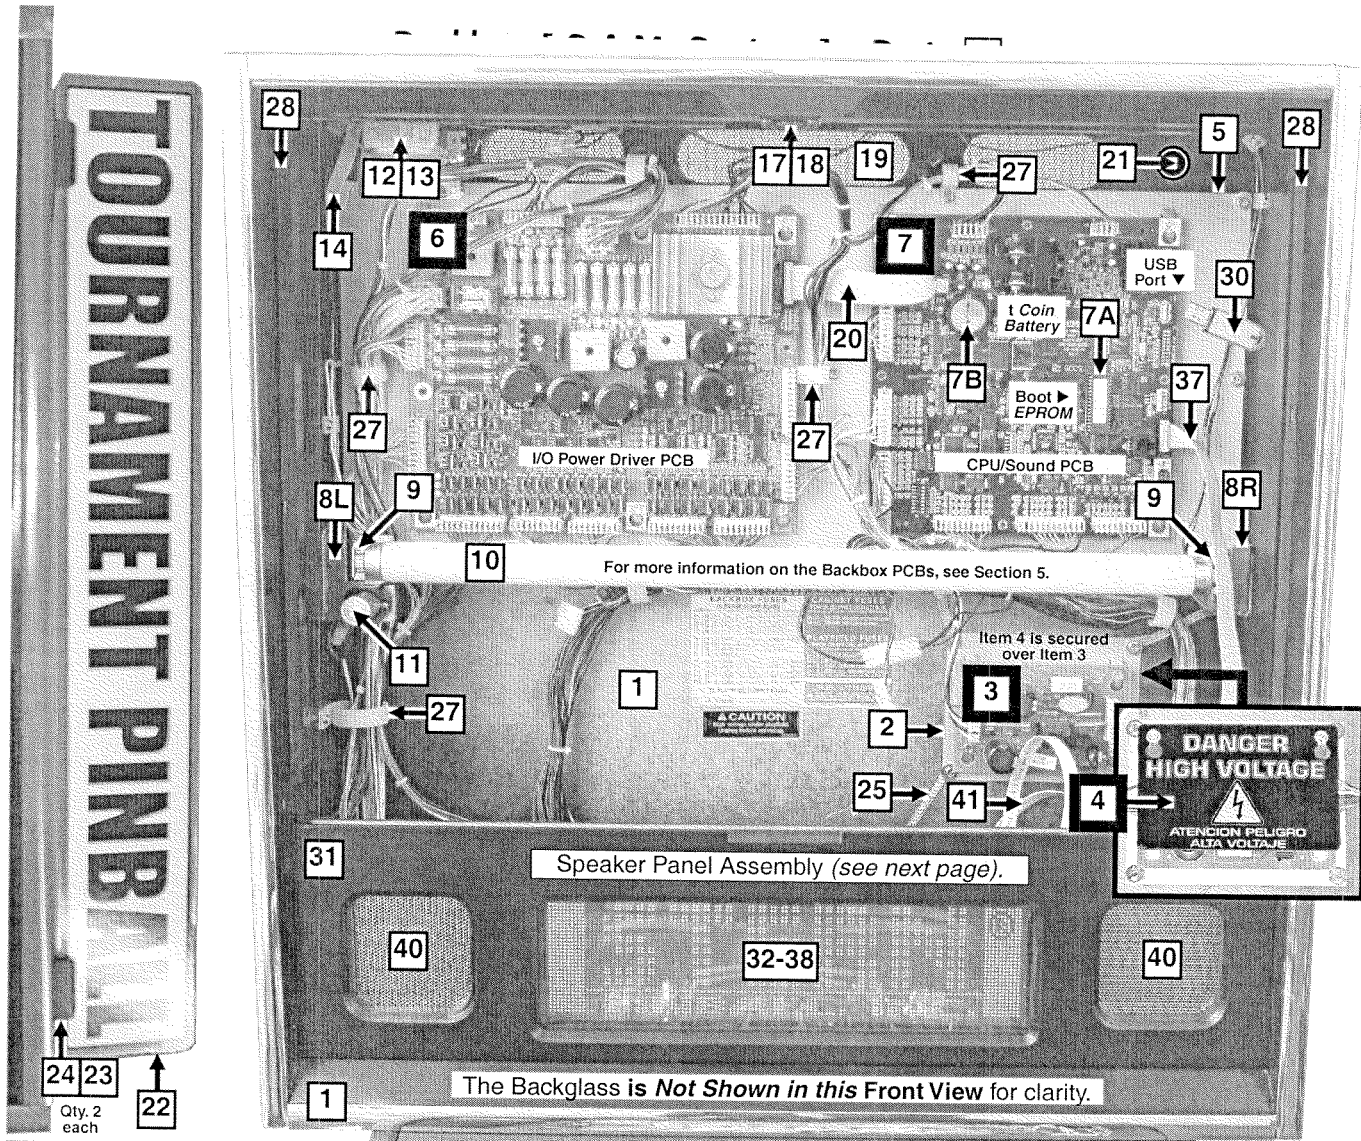 TOURNAMENT PINBALL
28
12 13
17 18
19
27
21
5
28
14
6
7
USB
Port ▼
30
20
t Coin
Battery
7A
7B
Boot ▶
EPROM
37
27
27
I/O Power Driver PCB
CPU/Sound PCB
8L
9
9
8R
10
For more information on the Backbox PCBs, see Section 5.
11
Item 4 is secured
over Item 3
1
3
27
CAUTION
2
DANGER
HIGH VOLTAGE
25
41
4
ATENCION PELIGRO
ALTA VOLTAJE
31
Speaker Panel Assembly (see next page).
40
32-38
40
24 23
Qty. 2
each
22
1
The Backglass is Not Shown in this Front View for clarity.